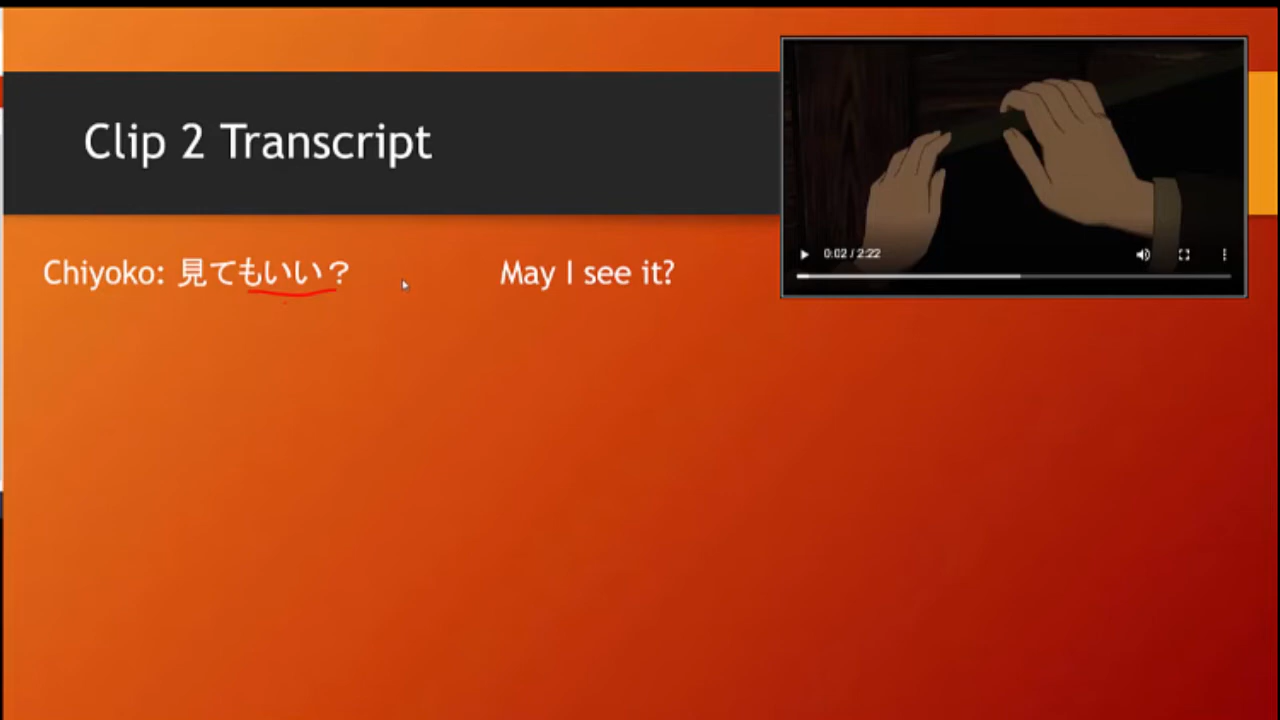 Clip 2 Transcript
Chiyoko: 見てもいい？ May I see it?
0:02 / 2:22